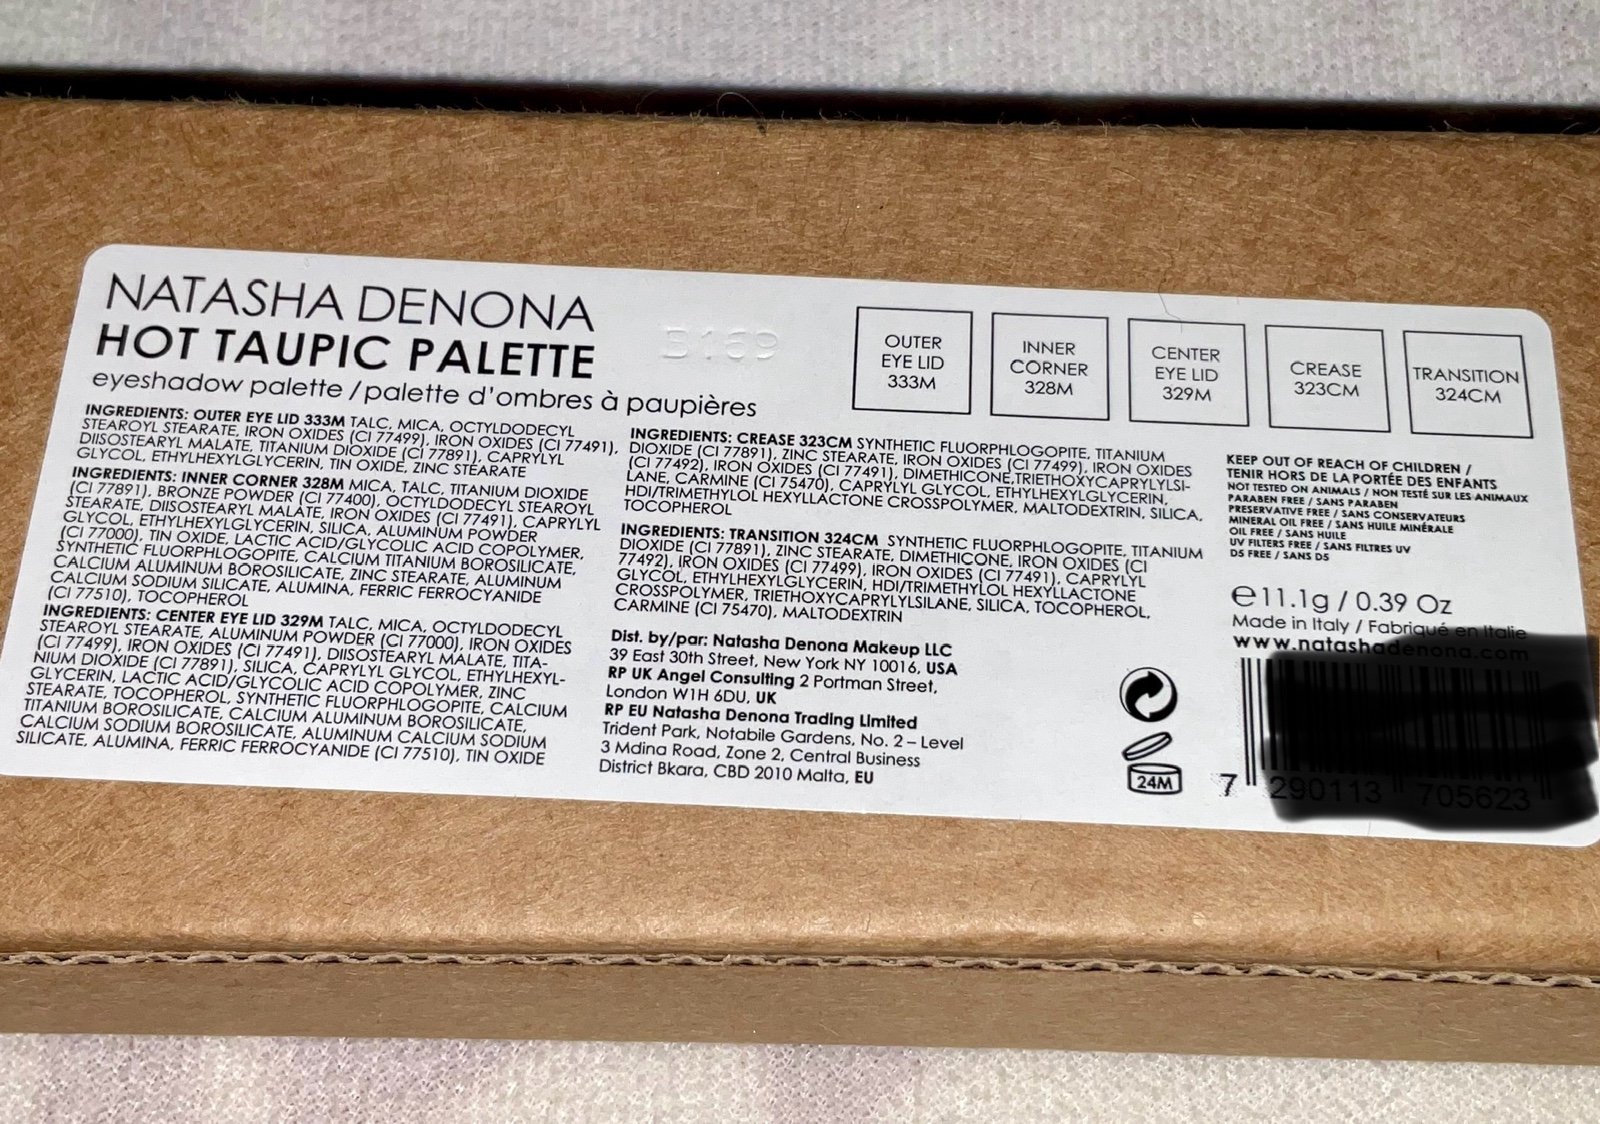 NATASHA DENONA
HOT TAUPIC PALETTE
eyeshadow palette / palette d'ombres à paupières
B169
OUTER
EYE LID
333M
INNER
CORNER
328M
CENTER
EYE LID
329M
CREASE
323CM
TRANSITION
324CM
INGREDIENTS: OUTER EYE LID 333M TALC, MICA, OCTYLDODECYL
STEAROYL STEARATE, IRON OXIDES (CI 77499), IRON OXIDES (CI 77491),
DIISOSTEARYL MALATE, TITANIUM DIOXIDE (CI 77891), CAPRYLYL
GLYCOL, ETHYLHEXYLGLYCERIN, TIN OXIDE, ZINC STEARATE
INGREDIENTS: INNER CORNER 328M MICA, TALC, TITANIUM DIOXIDE
(CI 77891), BRONZE POWDER (CI 77400), OCTYLDODECYL STEAROYL
STEARATE, DIISOSTEARYL MALATE, IRON OXIDES (CI 77491), CAPRYLYL
GLYCOL, ETHYLHEXYLGLYCERIN, SILICA, ALUMINUM POWDER
(CI 77000), TIN OXIDE, LACTIC ACID/GLYCOLIC ACID COPOLYMER,
SYNTHETIC FLUORPHLOGOPITE, CALCIUM TITANIUM BOROSILICATE,
CALCIUM ALUMINUM BOROSILICATE, ZINC STEARATE, ALUMINUM
CALCIUM SODIUM SILICATE, ALUMINA, FERRIC FERROCYANIDE
(CI 77510), TOCOPHEROL
INGREDIENTS: CENTER EYE LID 329M TALC, MICA, OCTYLDODECYL
STEAROYL STEARATE, ALUMINUM POWDER (CI 77000), IRON OXIDES
(CI 77499), IRON OXIDES (CI 77491), DIISOSTEARYL MALATE, TITA-
NIUM DIOXIDE (CI 77891), SILICA, CAPRYLYL GLYCOL, ETHYLHEXYL-
GLYCERIN, LACTIC ACID/GLYCOLIC ACID COPOLYMER, ZINC
STEARATE, TOCOPHEROL, SYNTHETIC FLUORPHLOGOPITE, CALCIUM
TITANIUM BOROSILICATE, CALCIUM ALUMINUM BOROSILICATE,
CALCIUM SODIUM BOROSILICATE, ALUMINUM CALCIUM SODIUM
SILICATE, ALUMINA, FERRIC FERROCYANIDE (CI 77510), TIN OXIDE
INGREDIENTS: CREASE 323CM SYNTHETIC FLUORPHLOGOPITE, TITANIUM
DIOXIDE (CI 77891), ZINC STEARATE, IRON OXIDES (CI 77499), IRON OXIDES
(CI 77492), IRON OXIDES (CI 77491), DIMETHICONE,TRIETHOXYCAPRYLYLSI-
LANE, CARMINE (CI 75470), CAPRYLYL GLYCOL, ETHYLHEXYLGLYCERIN,
HDI/TRIMETHYLOL HEXYLLACTONE CROSSPOLYMER, MALTODEXTRIN, SILICA,
TOCOPHEROL
INGREDIENTS: TRANSITION 324CM SYNTHETIC FLUORPHLOGOPITE, TITANIUM
DIOXIDE (CI 77891), ZINC STEARATE, DIMETHICONE, IRON OXIDES (CI
77492), IRON OXIDES (CI 77499), IRON OXIDES (CI 77491), CAPRYLYL
GLYCOL, ETHYLHEXYLGLYCERIN, HDI/TRIMETHYLOL HEXYLLACTONE
CROSSPOLYMER, TRIETHOXYCAPRYLYLSILANE, SILICA, TOCOPHEROL,
CARMINE (CI 75470), MALTODEXTRIN
Dist. by/par: Natasha Denona Makeup LLC
39 East 30th Street, New York NY 10016, USA
RP UK Angel Consulting 2 Portman Street,
London W1H 6DU, UK
RP EU Natasha Denona Trading Limited
Trident Park, Notabile Gardens, No. 2 – Level
3 Mdina Road, Zone 2, Central Business
District Bkara, CBD 2010 Malta, EU
KEEP OUT OF REACH OF CHILDREN /
TENIR HORS DE LA PORTÉE DES ENFANTS
NOT TESTED ON ANIMALS / NON TESTÉ SUR LES ANIMAUX
PARABEN FREE / SANS PARABEN
PRESERVATIVE FREE / SANS CONSERVATEURS
MINERAL OIL FREE / SANS HUILE MINÉRALE
OIL FREE / SANS HUILE
UV FILTERS FREE / SANS FILTRES UV
D5 FREE / SANS D5
℮11.1g / 0.39 Oz
Made in Italy / Fabriqué en Italie
www.natashadenona.com
24M
7 290113 705623